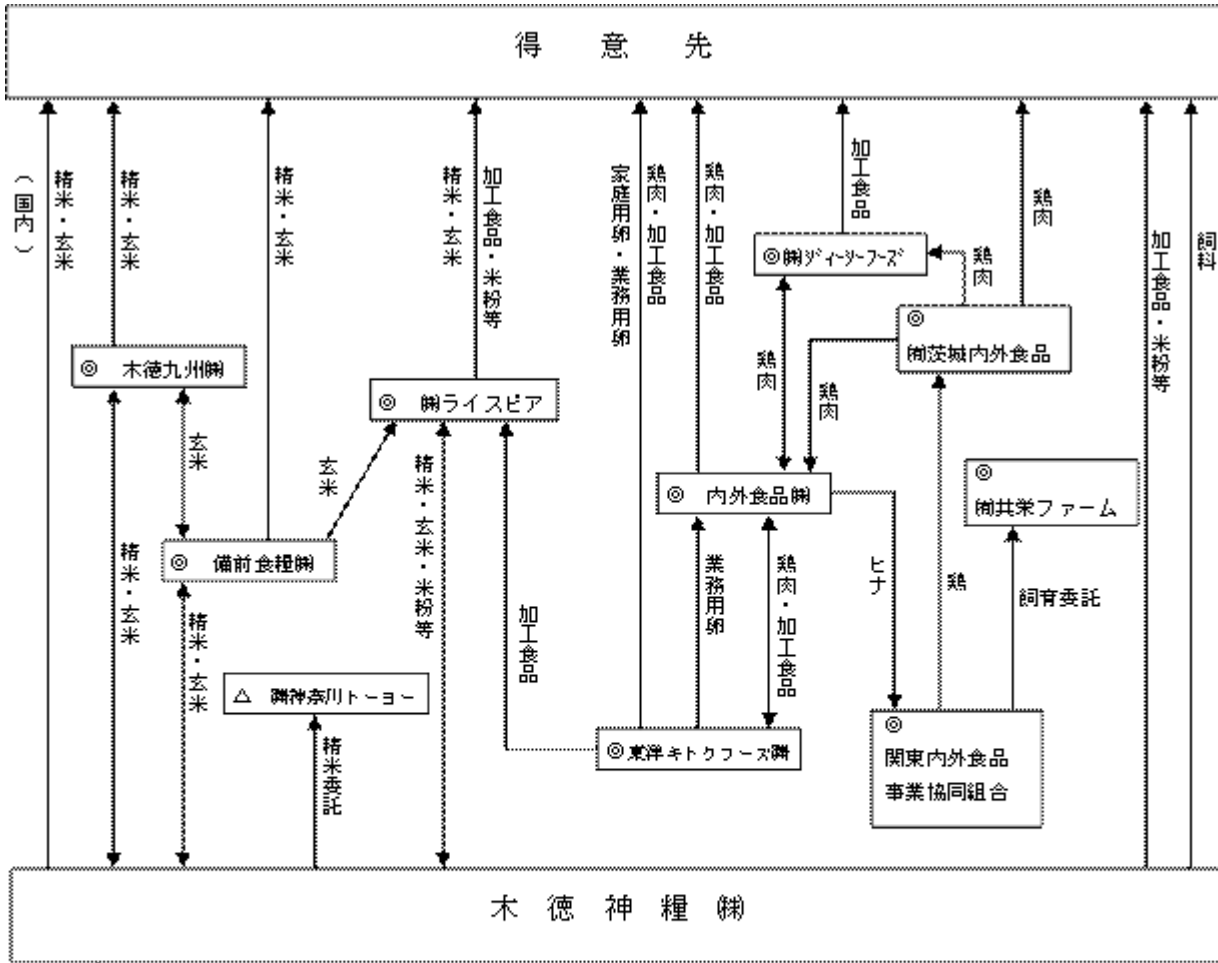 得意先
(国内)
精米・玄米
精米・玄米
精米・玄米
精米・玄米
加工食品・米粉等
家庭用卵・業務用卵
鶏肉・加工食品
鶏肉・加工食品
加工食品
鶏肉
加工食品・米粉等
飼料
◎㈱ディーシーフーズ
鶏肉
◎
㈲茨城内外食品
◎ 木徳九州㈱
◎ ㈱ライスピア
鶏肉
鶏肉
玄米
玄米
◎ 内外食品㈱
◎
㈲共栄ファーム
◎ 備前食糧㈱
精米・玄米
精米・玄米
精米・玄米・米粉等
加工食品
業務用卵
鶏肉・加工食品
ヒナ
鶏
飼育委託
△ ㈱神奈川トーヨー
精米委託
◎東洋キトクフーズ㈱
◎
関東内外食品
事業協同組合
木徳神糧㈱